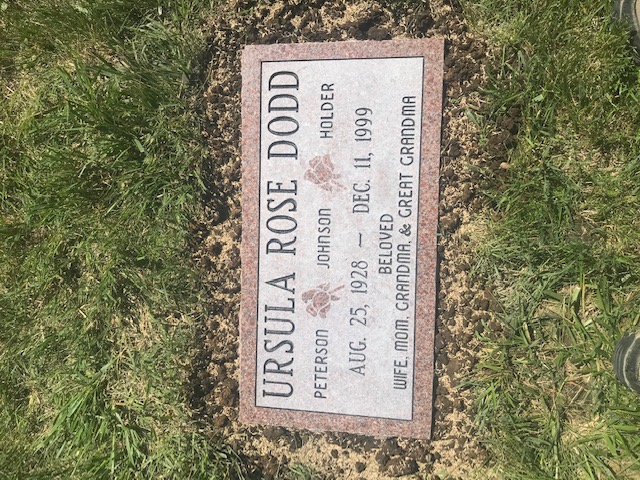 URSULA ROSE DODD
PETERSON JOHNSON HOLDER
AUG. 25, 1928 — DEC. 11, 1999
BELOVED
WIFE, MOM, GRANDMA, & GREAT GRANDMA